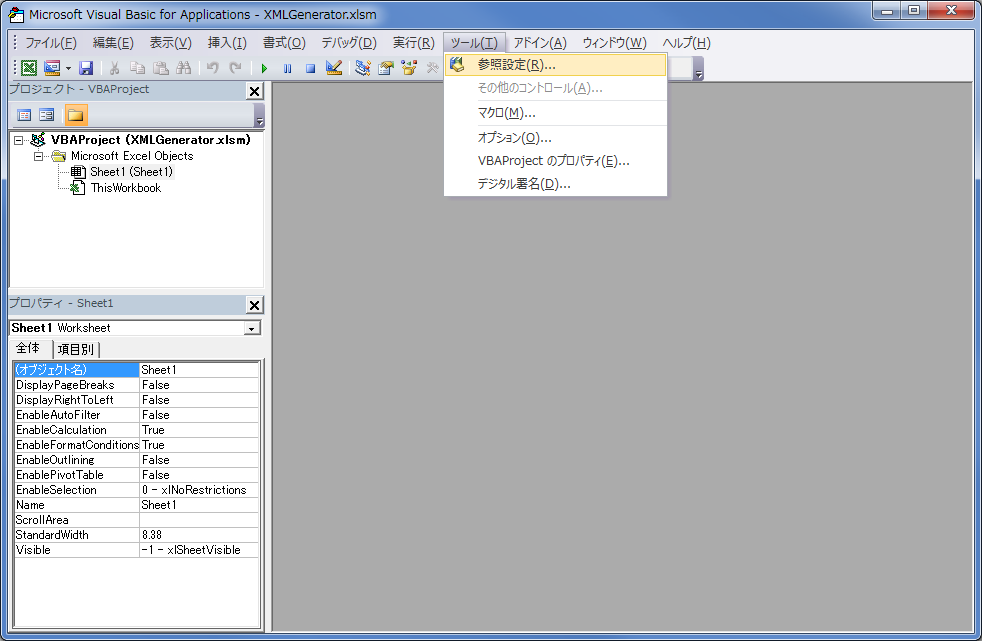 Microsoft Visual Basic for Applications - XMLGenerator.xlsm
ファイル(F) 編集(E) 表示(V) 挿入(I) 書式(O) デバッグ(D) 実行(R) ツール(T) アドイン(A) ウィンドウ(W) ヘルプ(H)
参照設定(R)...
その他のコントロール(A)...
マクロ(M)...
オプション(O)...
VBAProject のプロパティ(E)...
デジタル署名(D)...
プロジェクト - VBAProject
VBAProject (XMLGenerator.xlsm)
Microsoft Excel Objects
Sheet1 (Sheet1)
ThisWorkbook
プロパティ - Sheet1
Sheet1 Worksheet
全体 項目別
(オブジェクト名) Sheet1
DisplayPageBreaks False
DisplayRightToLeft False
EnableAutoFilter False
EnableCalculation True
EnableFormatConditions True
EnableOutlining False
EnablePivotTable False
EnableSelection 0 - xlNoRestrictions
Name Sheet1
ScrollArea
StandardWidth 8.38
Visible -1 - xlSheetVisible